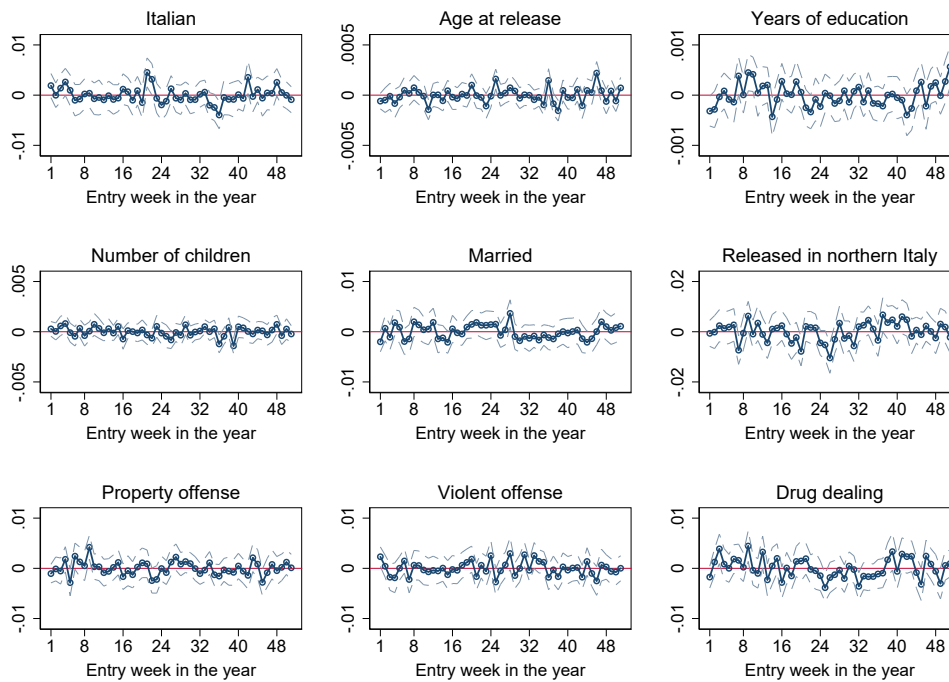 Italian
.01
0
-.01
1 8 16 24 32 40 48
Entry week in the year
Age at release
.0005
0
-.0005
1 8 16 24 32 40 48
Entry week in the year
Years of education
.001
0
-.001
1 8 16 24 32 40 48
Entry week in the year
Number of children
.005
0
-.005
1 8 16 24 32 40 48
Entry week in the year
Married
.01
0
-.01
1 8 16 24 32 40 48
Entry week in the year
Released in northern Italy
.02
0
-.02
1 8 16 24 32 40 48
Entry week in the year
Property offense
.01
0
-.01
1 8 16 24 32 40 48
Entry week in the year
Violent offense
.01
0
-.01
1 8 16 24 32 40 48
Entry week in the year
Drug dealing
.01
0
-.01
1 8 16 24 32 40 48
Entry week in the year